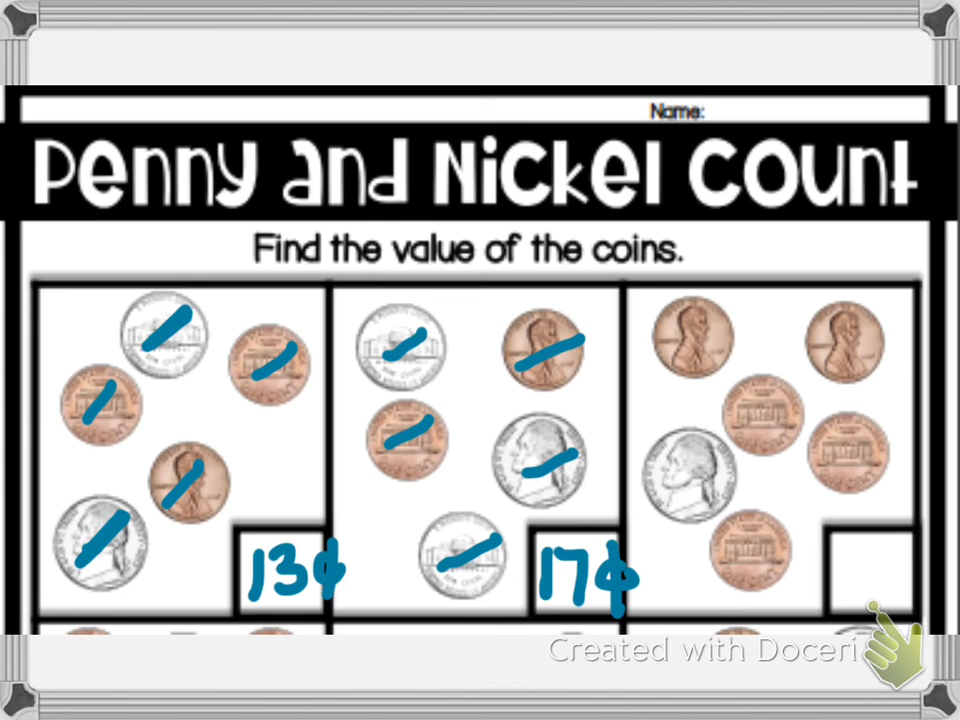 Name:
Penny and Nickel Count
Find the value of the coins.
13¢
17¢
Created with Doceri